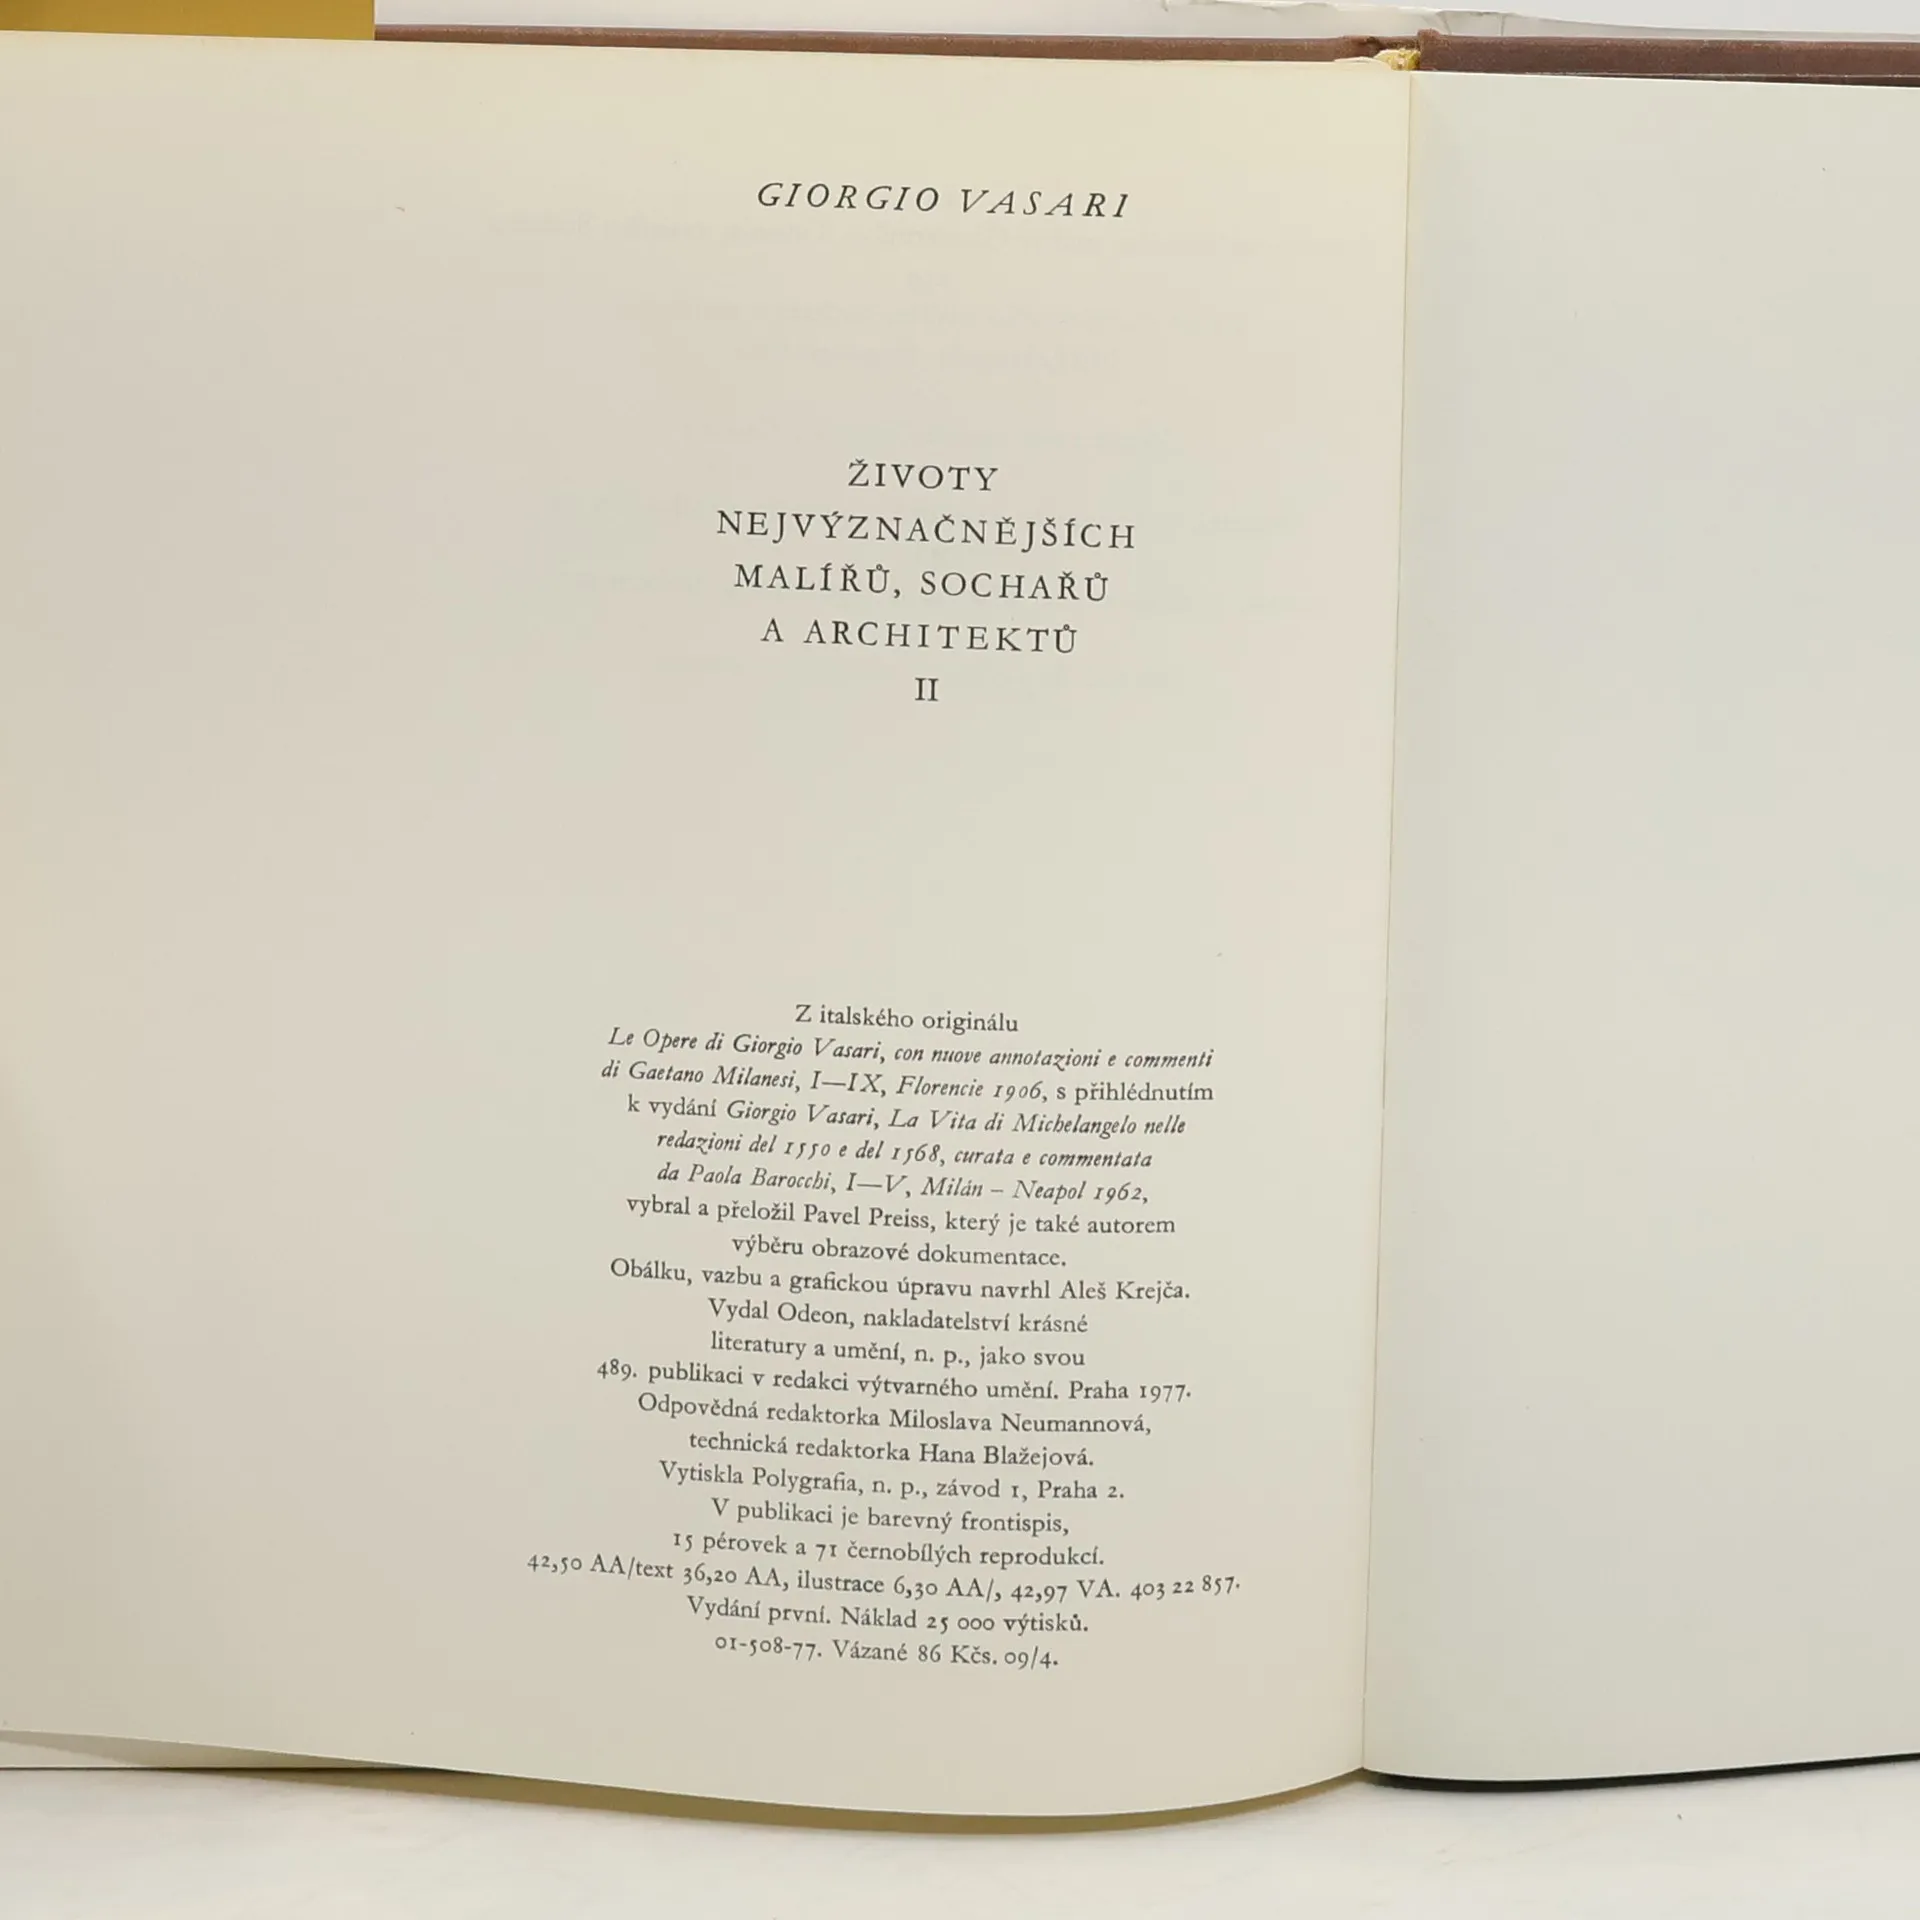 GIORGIO VASARI
ŽIVOTY
NEJVÝZNAČNĚJŠÍCH
MALÍŘŮ, SOCHAŘŮ
A ARCHITEKTŮ
II
Z italského originálu
Le Opere di Giorgio Vasari, con nuove annotazioni e commenti
di Gaetano Milanesi, I—IX, Florencie 1906, s přihlédnutím
k vydání Giorgio Vasari, La Vita di Michelangelo nelle
redazioni del 1550 e del 1568, curata e commentata
da Paola Barocchi, I—V, Milán – Neapol 1962,
vybral a přeložil Pavel Preiss, který je také autorem
výběru obrazové dokumentace.
Obálku, vazbu a grafickou úpravu navrhl Aleš Krejča.
Vydal Odeon, nakladatelství krásné
literatury a umění, n. p., jako svou
489. publikaci v redakci výtvarného umění. Praha 1977.
Odpovědná redaktorka Miloslava Neumannová,
technická redaktorka Hana Blažejová.
Vytiskla Polygrafia, n. p., závod 1, Praha 2.
V publikaci je barevný frontispis,
15 pérovek a 71 černobílých reprodukcí.
42,50 AA/text 36,20 AA, ilustrace 6,30 AA/, 42,97 VA. 403 22 857.
Vydání první. Náklad 25 000 výtisků.
01-508-77. Vázané 86 Kčs. 09/4.